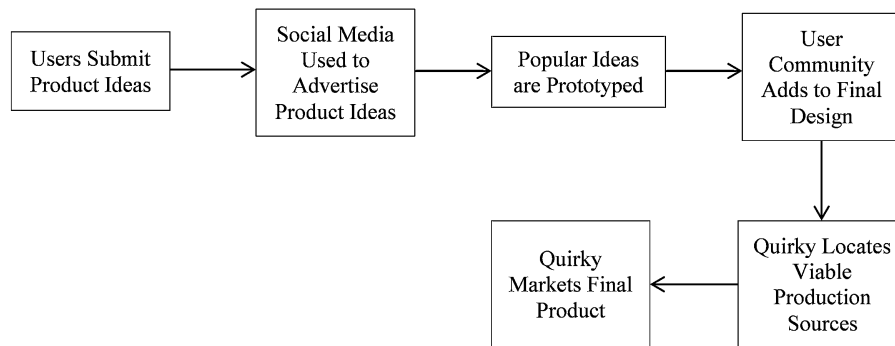 Users Submit
Product Ideas
Social Media
Used to
Advertise
Product Ideas
Popular Ideas
are Prototyped
User
Community
Adds to Final
Design
Quirky Locates
Viable
Production
Sources
Quirky
Markets Final
Product